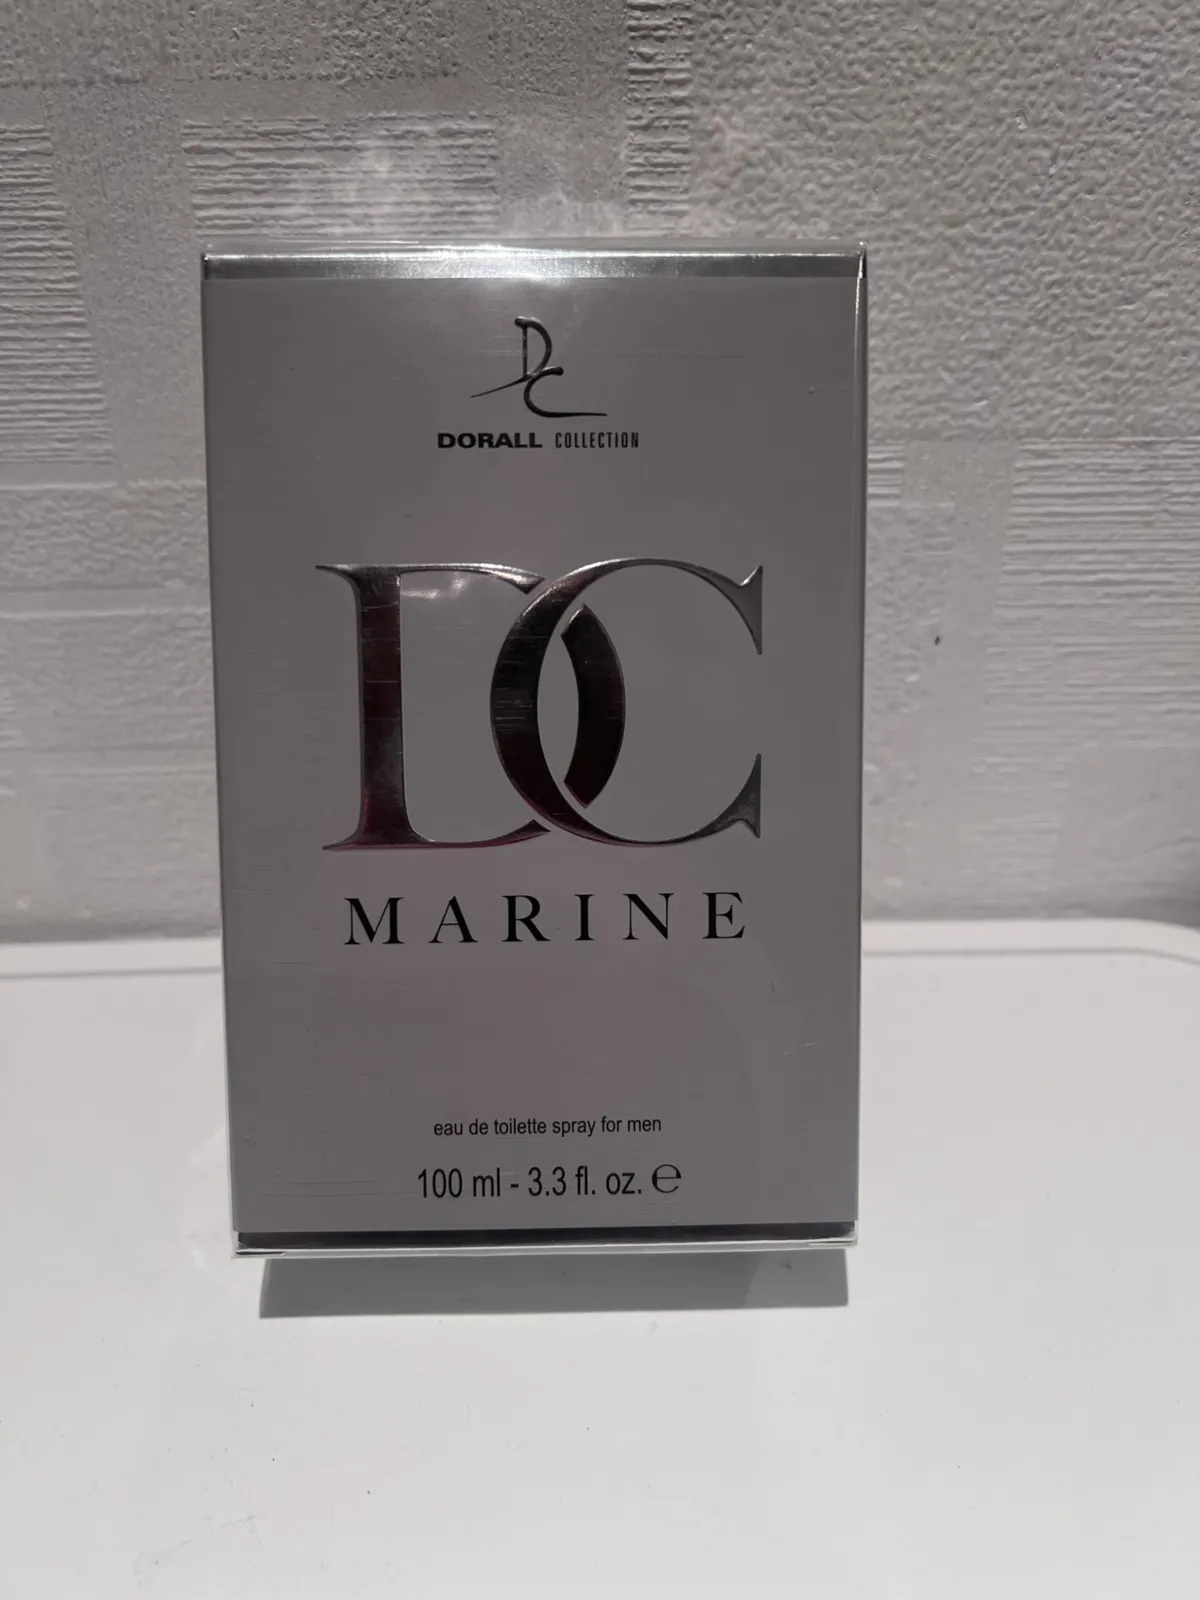 DC
DORALL COLLECTION
DC
MARINE
eau de toilette spray for men
100 ml - 3.3 fl. oz. ℮